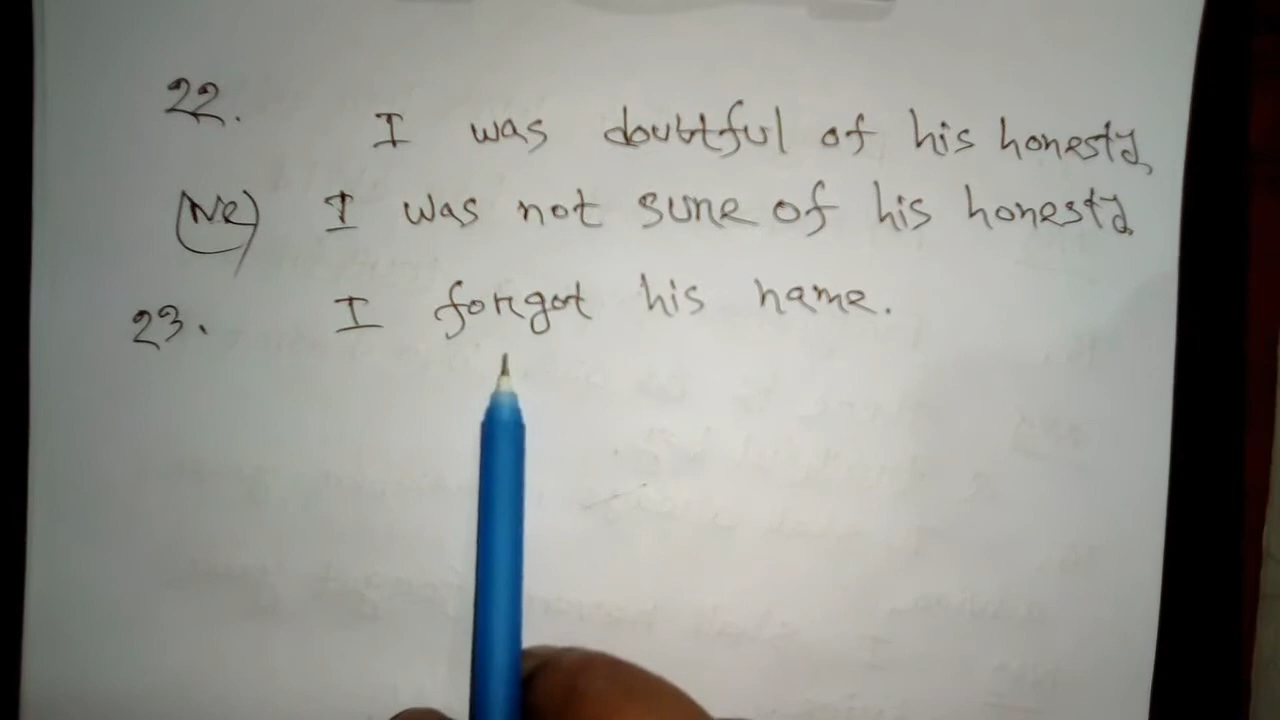 22. I was doubtful of his honesty.
(Ne) I was not sure of his honesty.
23. I forgot his name.